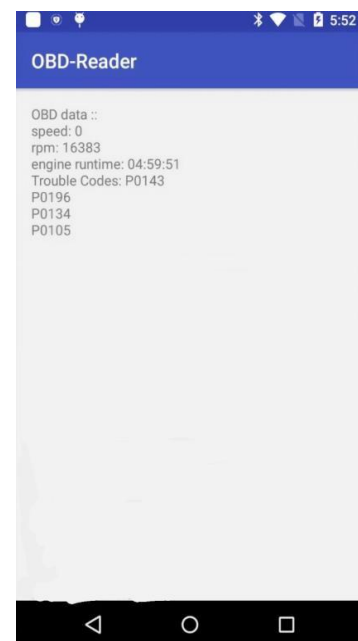 5:52
OBD-Reader
OBD data ::
speed: 0
rpm: 16383
engine runtime: 04:59:51
Trouble Codes: P0143
P0196
P0134
P0105